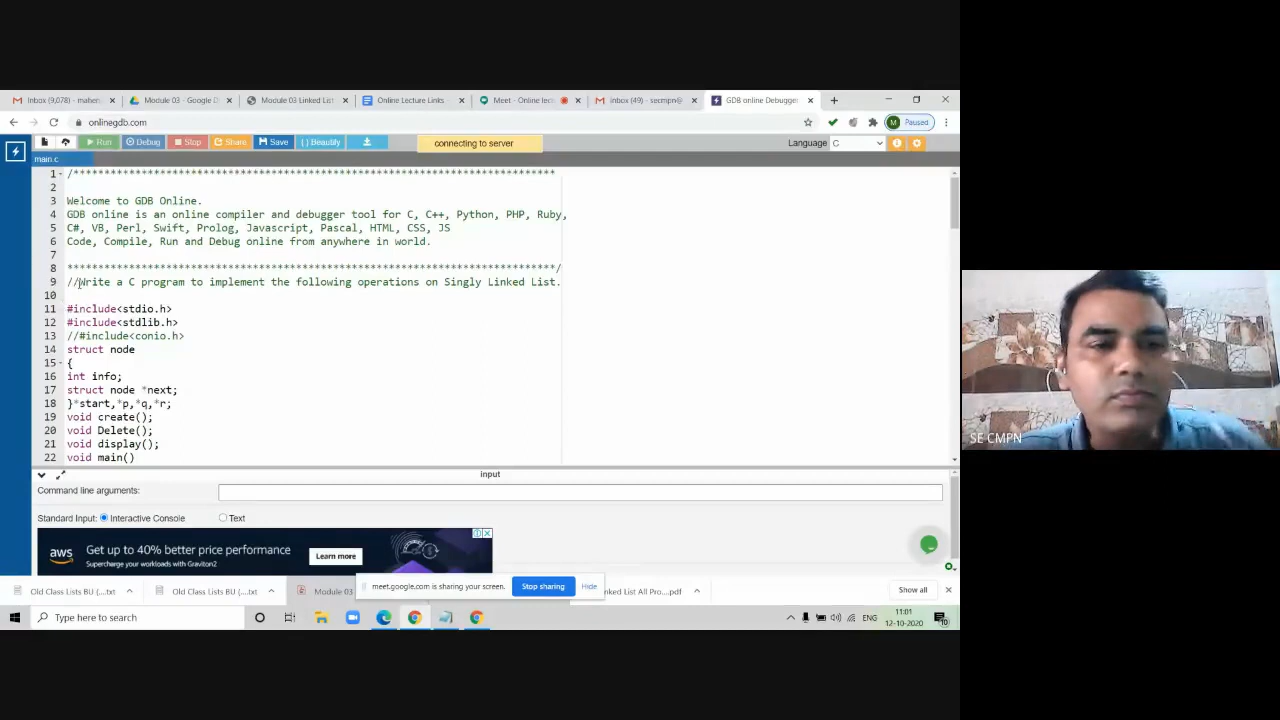 Inbox (9,078) - mahen
Module 03 - Google D
Module 03 Linked List
Online Lecture Links
Meet - Online lec
Inbox (49) - secmpn@
GDB online Debugger
onlinegdb.com
M Paused
Run
Debug
Stop
Share
Save
{ } Beautify
connecting to server
Language C
main.c
1 /******************************************************************************
2
3 Welcome to GDB Online.
4 GDB online is an online compiler and debugger tool for C, C++, Python, PHP, Ruby,
5 C#, VB, Perl, Swift, Prolog, Javascript, Pascal, HTML, CSS, JS
6 Code, Compile, Run and Debug online from anywhere in world.
7
8 *******************************************************************************/
9 //Write a C program to implement the following operations on Singly Linked List.
10
11 #include<stdio.h>
12 #include<stdlib.h>
13 //#include<conio.h>
14 struct node
15 {
16 int info;
17 struct node *next;
18 }*start,*p,*q,*r;
19 void create();
20 void Delete();
21 void display();
22 void main()
input
Command line arguments:
Standard Input: Interactive Console Text
aws
Get up to 40% better price performance
Supercharge your workloads with Graviton2
Learn more
Old Class Lists BU (....txt
Old Class Lists BU (....txt
Module 03
meet.google.com is sharing your screen.
Stop sharing
Hide
inked List All Pro....pdf
Show all
Type here to search
ENG
11:01
12-10-2020
10
SE CMPN